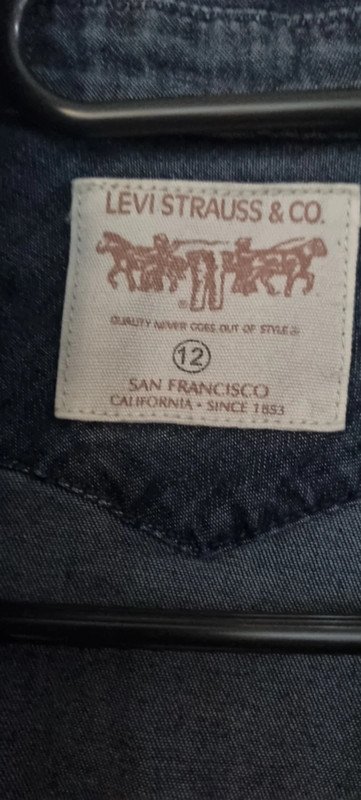 LEVI STRAUSS & CO.
®
QUALITY NEVER GOES OUT OF STYLE®
12
SAN FRANCISCO
CALIFORNIA • SINCE 1853